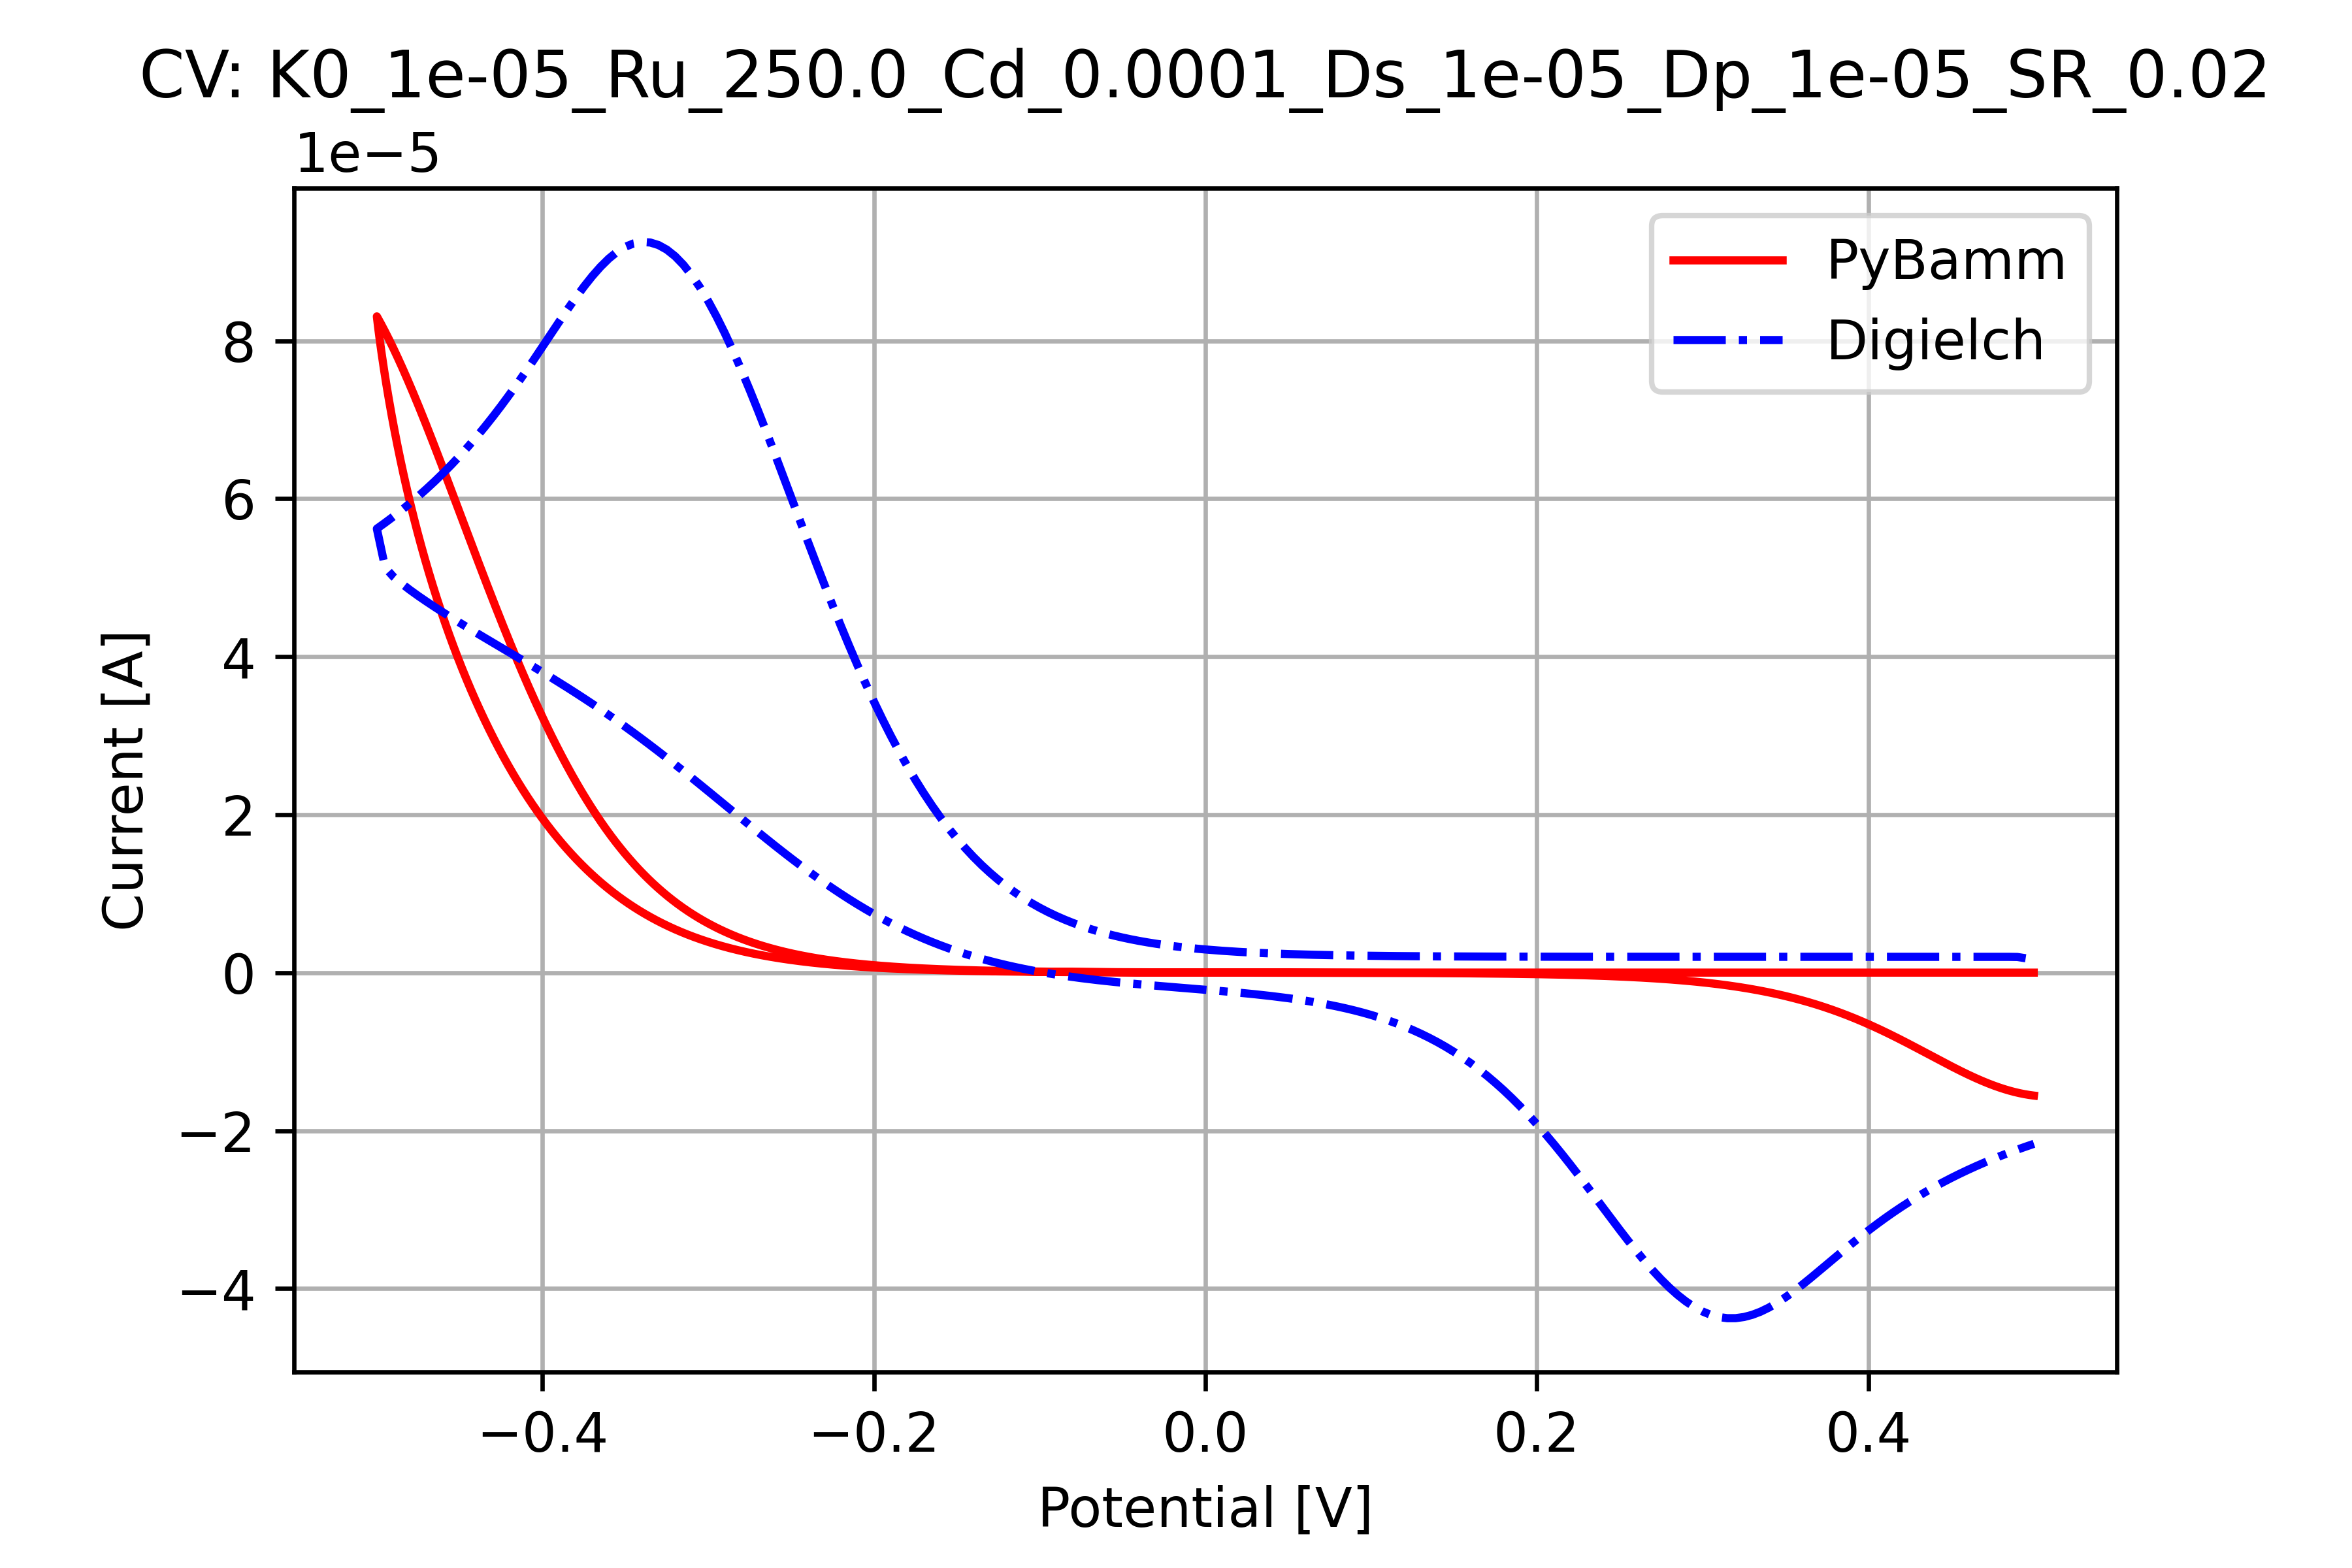 CV: K0_1e-05_Ru_250.0_Cd_0.0001_Ds_1e-05_Dp_1e-05_SR_0.02
1e−5
PyBamm
Digielch
8
6
4
2
0
−2
−4
Current [A]
−0.4
−0.2
0.0
0.2
0.4
Potential [V]